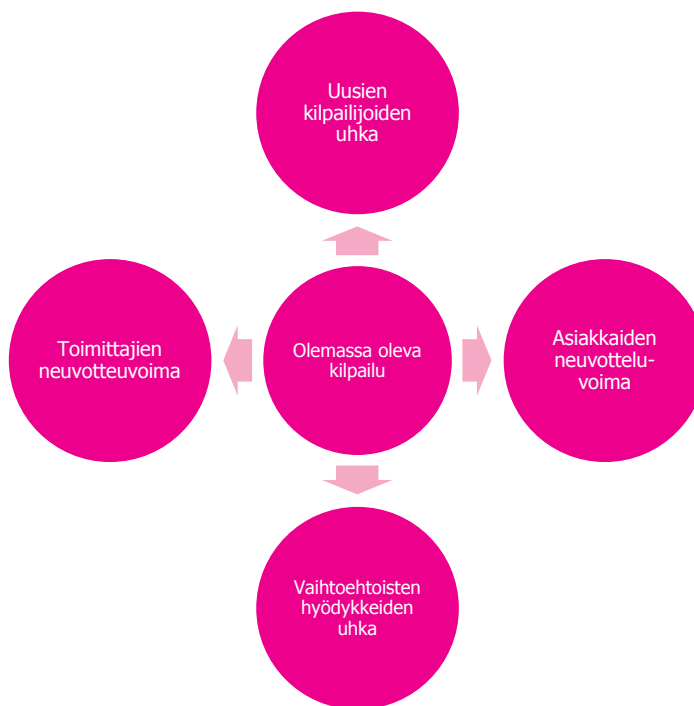 Uusien
kilpailijoiden
uhka
Toimittajien
neuvotteuvoima
Olemassa oleva
kilpailu
Asiakkaiden
neuvottelu-
voima
Vaihtoehtoisten
hyödykkeiden
uhka